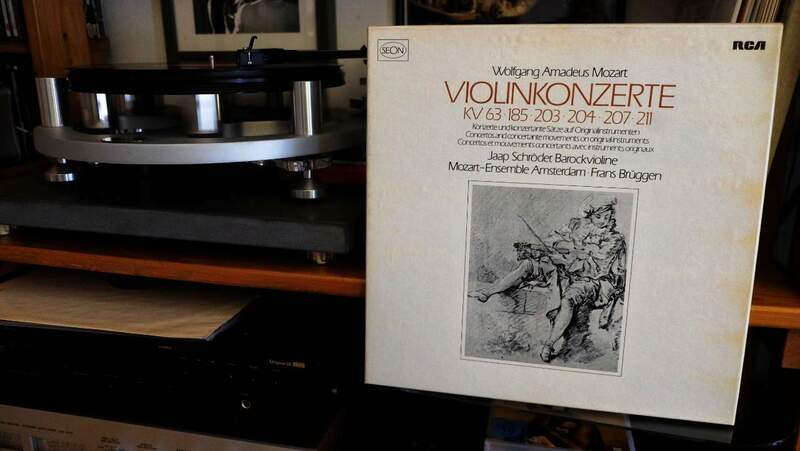 SEON
RCA
Wolfgang Amadeus Mozart
VIOLINKONZERTE
KV 63·185·203·204·207·211
Konzerte und konzertante Sätze auf Originalinstrumenten
Concertos and concertante movements on original instruments
Concertos et mouvements concertants avec instruments originaux
Jaap Schröder Barockvioline
Mozart-Ensemble Amsterdam·Frans Brüggen